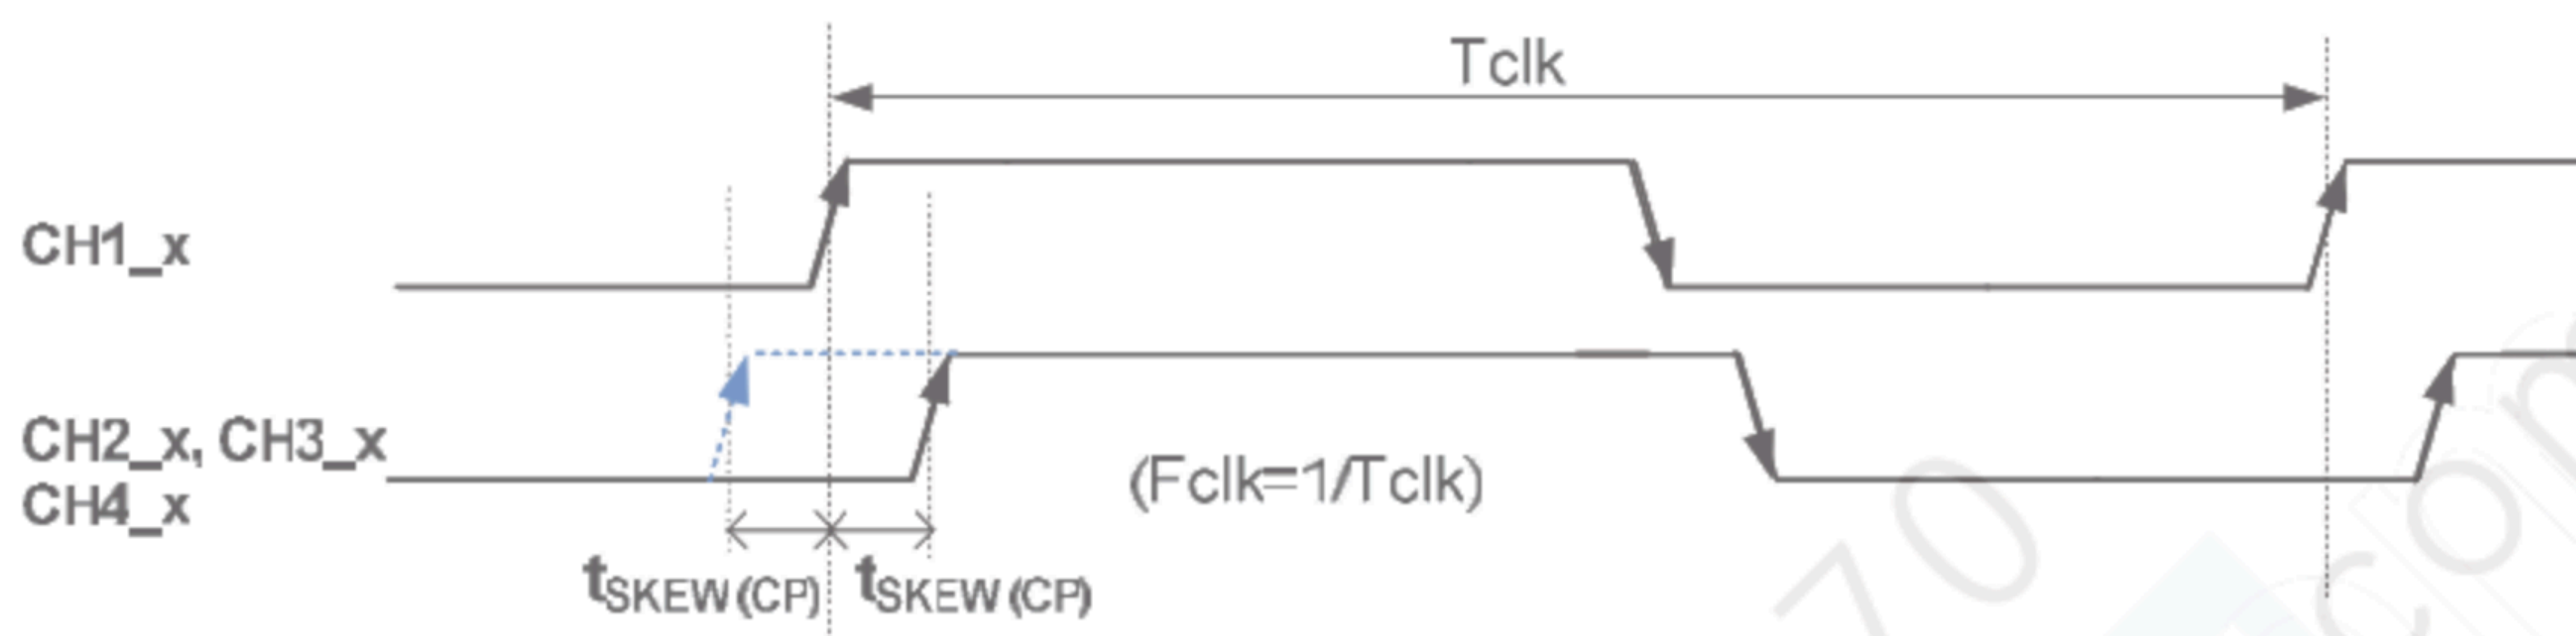 Tclk
CH1_x
CH2_x, CH3_x
CH4_x
(Fclk=1/Tclk)
tSKEW(CP) tSKEW(CP)